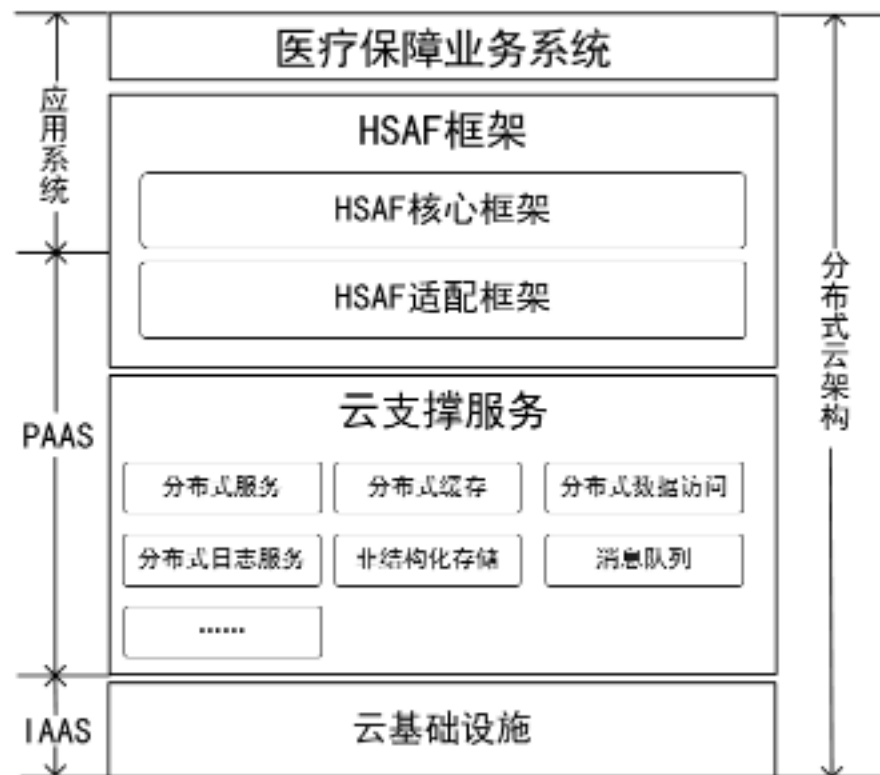 医疗保障业务系统
应用系统
HSAF框架
HSAF核心框架
HSAF适配框架
分布式云架构
PAAS
云支撑服务
分布式服务
分布式缓存
分布式数据访问
分布式日志服务
非结构化存储
消息队列
……
IAAS
云基础设施